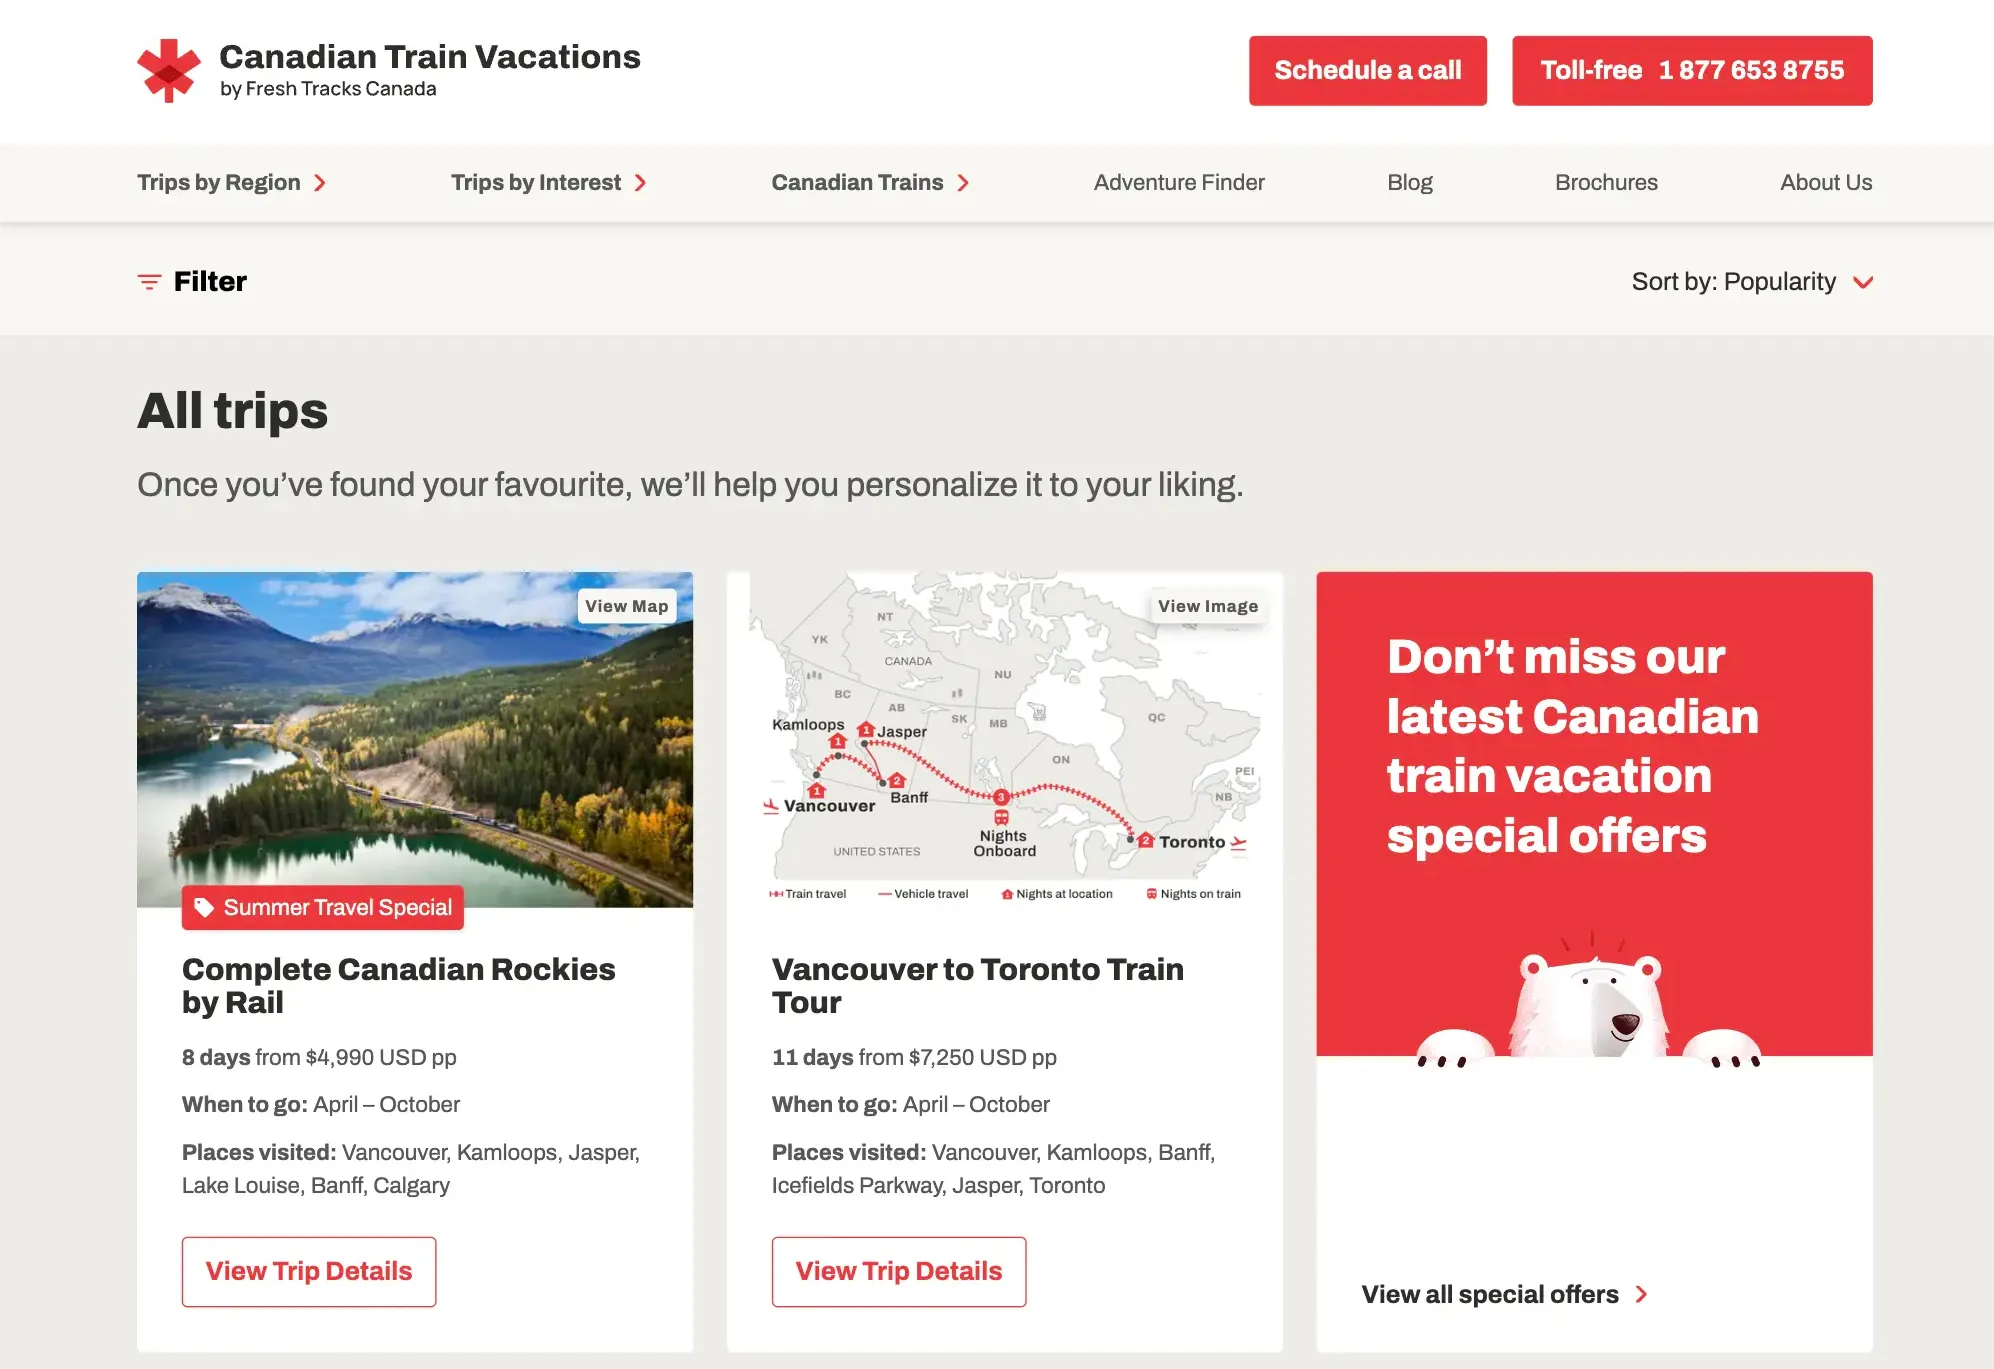 Canadian Train Vacations
by Fresh Tracks Canada
Schedule a call
Toll-free 1 877 653 8755
Trips by Region
Trips by Interest
Canadian Trains
Adventure Finder
Blog
Brochures
About Us
Filter
Sort by: Popularity
All trips
Once you’ve found your favourite, we’ll help you personalize it to your liking.
View Map
Summer Travel Special
Complete Canadian Rockies
by Rail
8 days from $4,990 USD pp
When to go: April – October
Places visited: Vancouver, Kamloops, Jasper,
Lake Louise, Banff, Calgary
View Trip Details
View Image
NT
YK
CANADA
NU
BC
AB
SK
MB
QC
Kamloops
1
1
Jasper
ON
PEI
1
2
Banff
3
NB
Vancouver
Nights
Onboard
2
Toronto
UNITED STATES
Train travel
Vehicle travel
Nights at location
Nights on train
Vancouver to Toronto Train
Tour
11 days from $7,250 USD pp
When to go: April – October
Places visited: Vancouver, Kamloops, Banff,
Icefields Parkway, Jasper, Toronto
View Trip Details
Don’t miss our
latest Canadian
train vacation
special offers
View all special offers